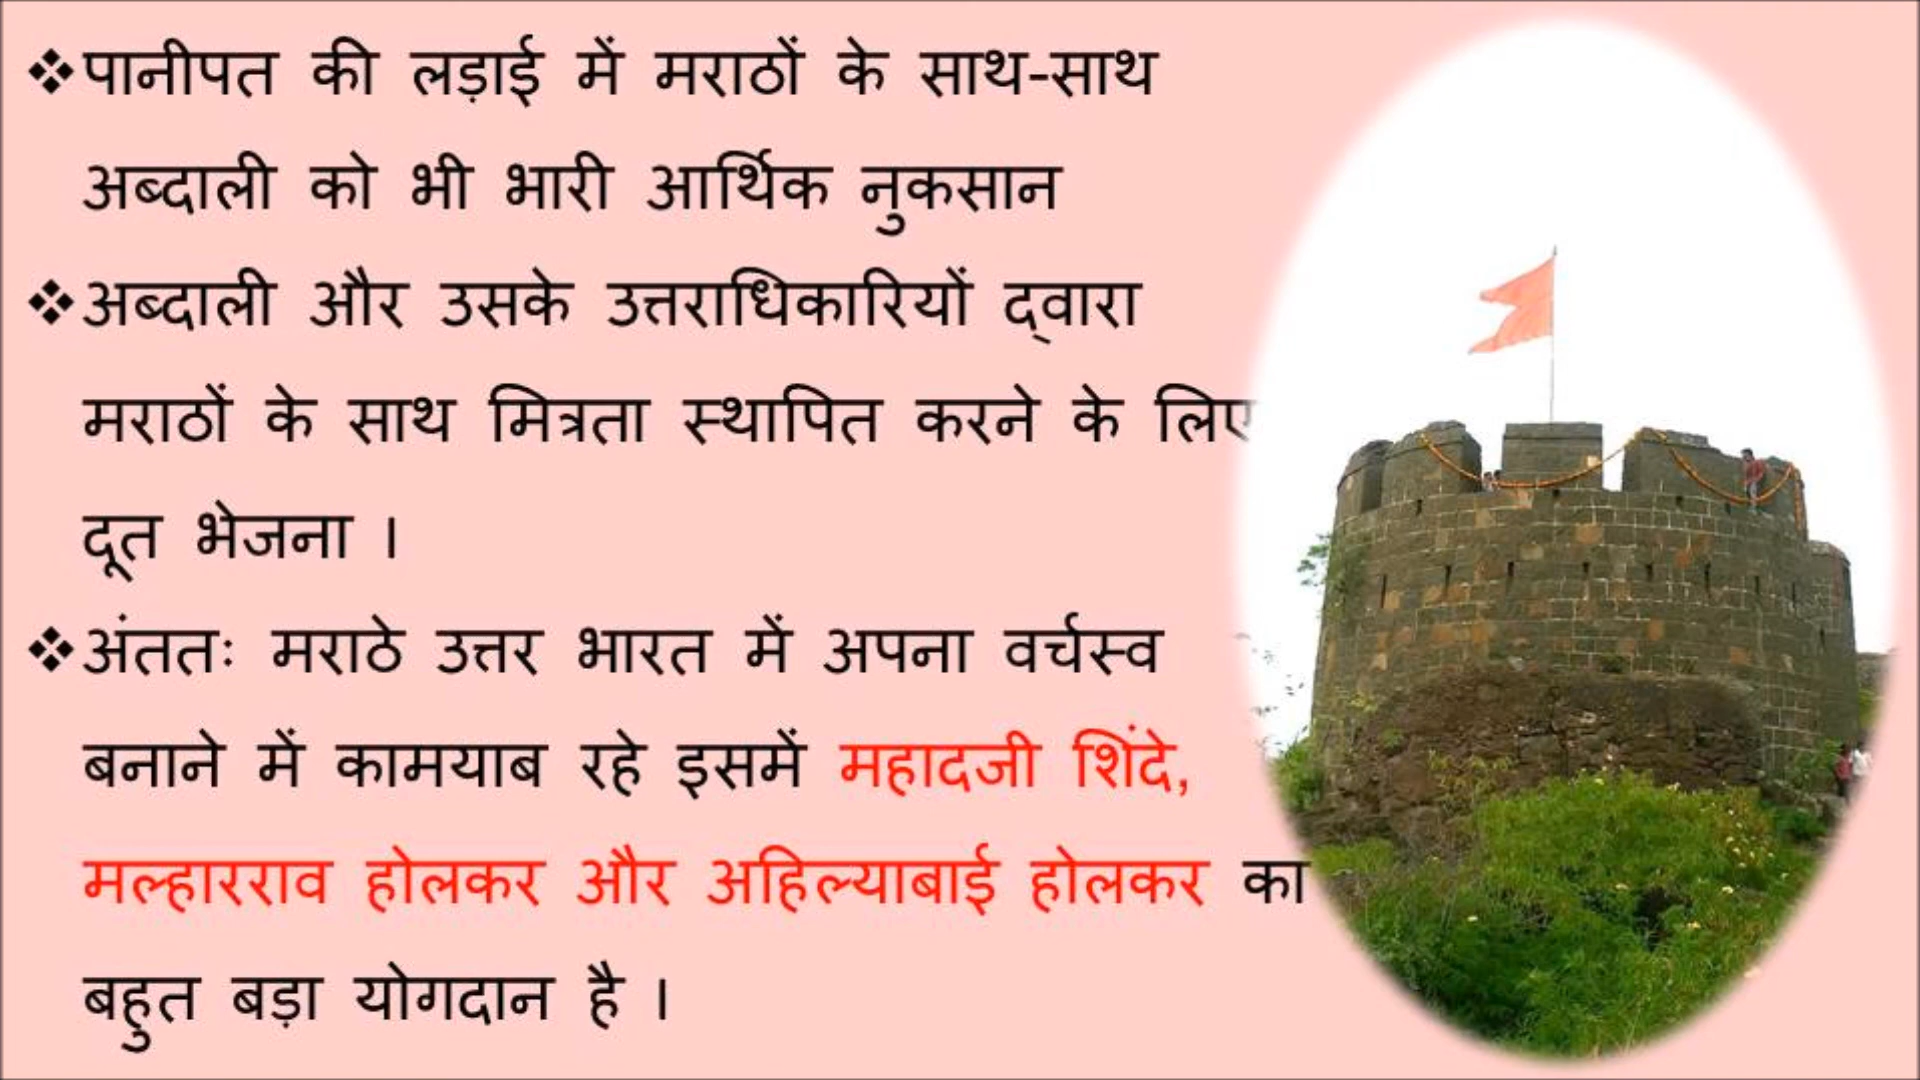 ❖पानीपत की लड़ाई में मराठों के साथ-साथ
अब्दाली को भी भारी आर्थिक नुकसान
❖अब्दाली और उसके उत्तराधिकारियों द्वारा
मराठों के साथ मित्रता स्थापित करने के लिए
दूत भेजना ।
❖अंततः मराठे उत्तर भारत में अपना वर्चस्व
बनाने में कामयाब रहे इसमें महादजी शिंदे,
मल्हारराव होलकर और अहिल्याबाई होलकर का
बहुत बड़ा योगदान है ।